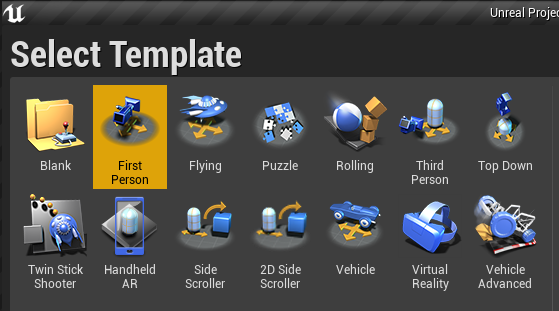 Unreal Projec
Select Template
Blank
First
Person
Flying
Puzzle
Rolling
Third
Person
Top Down
Twin Stick
Shooter
Handheld
AR
Side
Scroller
2D Side
Scroller
Vehicle
Virtual
Reality
Vehicle
Advanced